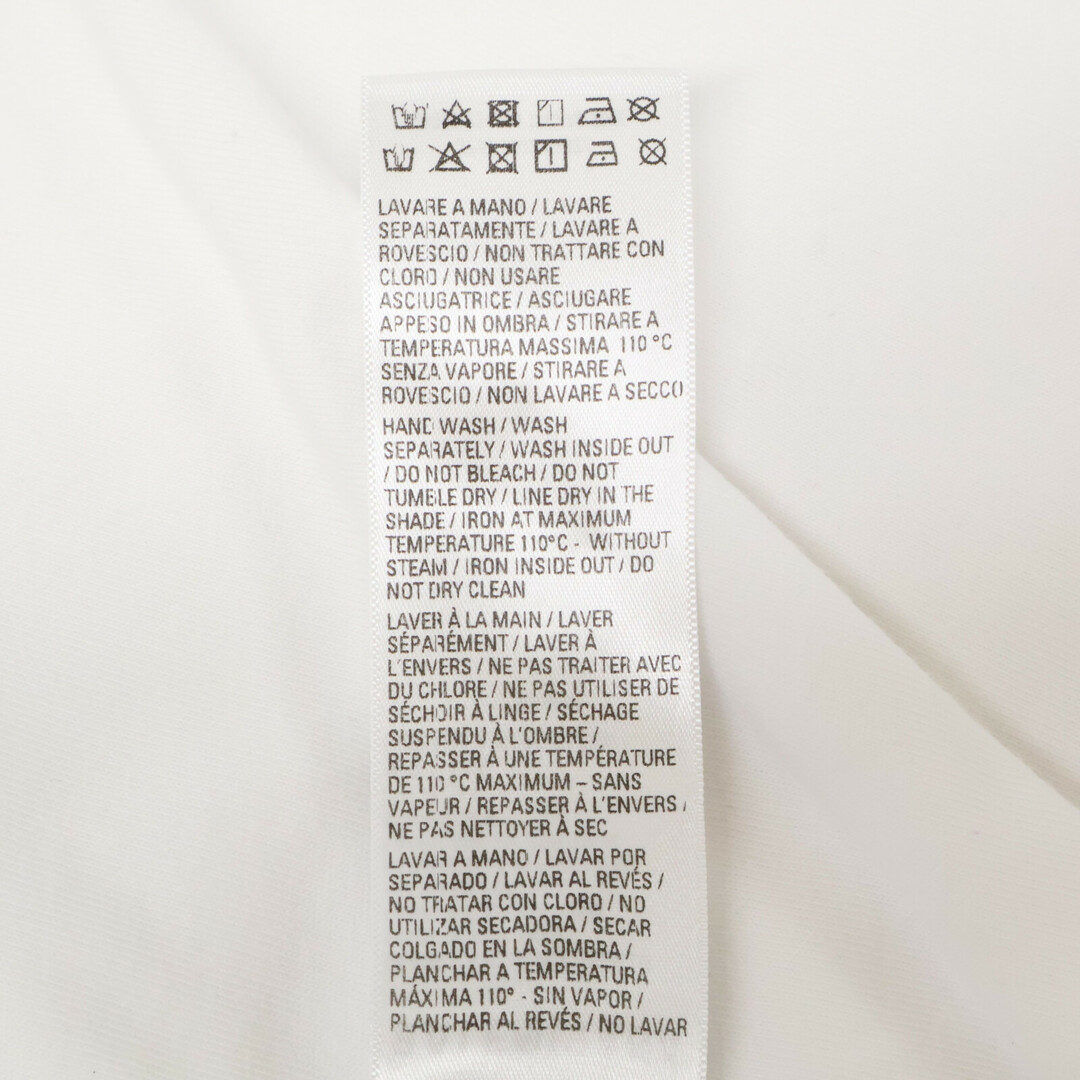 LAVARE A MANO / LAVARE
SEPARATAMENTE / LAVARE A
ROVESCIO / NON TRATTARE CON
CLORO / NON USARE
ASCIUGATRICE / ASCIUGARE
APPESO IN OMBRA / STIRARE A
TEMPERATURA MASSIMA 110 °C
SENZA VAPORE / STIRARE A
ROVESCIO / NON LAVARE A SECCO
HAND WASH / WASH
SEPARATELY / WASH INSIDE OUT
/ DO NOT BLEACH / DO NOT
TUMBLE DRY / LINE DRY IN THE
SHADE / IRON AT MAXIMUM
TEMPERATURE 110°C - WITHOUT
STEAM / IRON INSIDE OUT / DO
NOT DRY CLEAN
LAVER À LA MAIN / LAVER
SÉPARÉMENT / LAVER À
L'ENVERS / NE PAS TRAITER AVEC
DU CHLORE / NE PAS UTILISER DE
SÉCHOIR À LINGE / SÉCHAGE
SUSPENDU À L'OMBRE /
REPASSER À UNE TEMPÉRATURE
DE 110 °C MAXIMUM – SANS
VAPEUR / REPASSER À L'ENVERS /
NE PAS NETTOYER À SEC
LAVAR A MANO / LAVAR POR
SEPARADO / LAVAR AL REVÉS /
NO TRATAR CON CLORO / NO
UTILIZAR SECADORA / SECAR
COLGADO EN LA SOMBRA /
PLANCHAR A TEMPERATURA
MÁXIMA 110° - SIN VAPOR /
PLANCHAR AL REVÉS / NO LAVAR